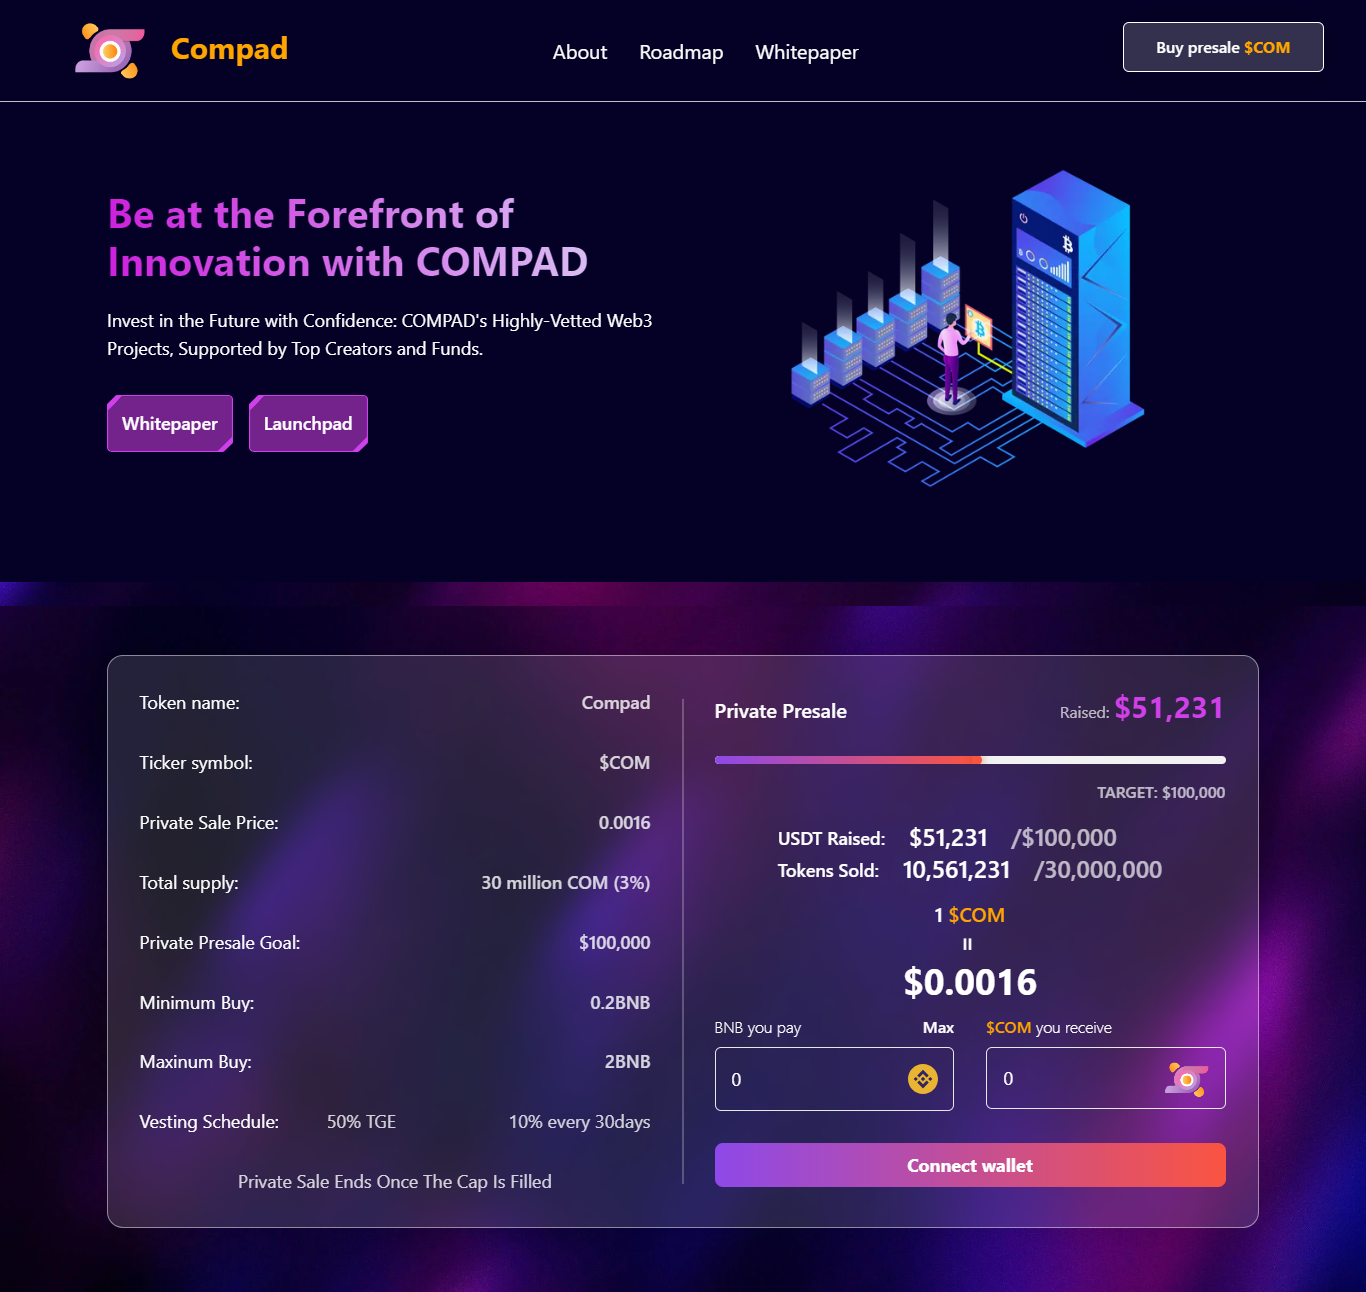 Compad
About
Roadmap
Whitepaper
Buy presale $COM
Be at the Forefront of
Innovation with COMPAD
Invest in the Future with Confidence: COMPAD's Highly-Vetted Web3
Projects, Supported by Top Creators and Funds.
Whitepaper
Launchpad
Token name: Compad
Ticker symbol: $COM
Private Sale Price: 0.0016
Total supply: 30 million COM (3%)
Private Presale Goal: $100,000
Minimum Buy: 0.2BNB
Maxinum Buy: 2BNB
Vesting Schedule: 50% TGE 10% every 30days
Private Sale Ends Once The Cap Is Filled
Private Presale
Raised: $51,231
TARGET: $100,000
USDT Raised: $51,231 /$100,000
Tokens Sold: 10,561,231 /30,000,000
1 $COM
=
$0.0016
BNB you pay Max
0
$COM you receive
0
Connect wallet